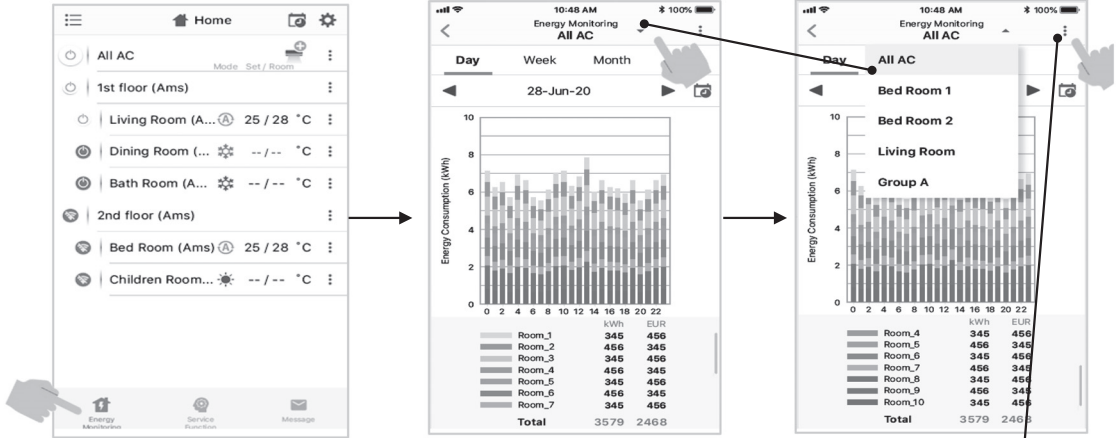 Home
All AC
Mode Set / Room
1st floor (Ams)
Living Room (A... A 25 / 28 °C
Dining Room (... -- / -- °C
Bath Room (A... -- / -- °C
2nd floor (Ams)
Bed Room (Ams) A 25 / 28 °C
Children Room... -- / -- °C
Energy Monitoring
Service Function
Message
10:48 AM 100%
Energy Monitoring
All AC
Day Week Month
28-Jun-20
Energy Consumption (kWh)
10
8
6
4
2
0
0 2 4 6 8 10 12 14 16 18 20 22
kWh EUR
Room_1 345 456
Room_2 456 345
Room_3 345 456
Room_4 456 345
Room_5 345 456
Room_6 456 345
Room_7 345 456
Total 3579 2468
10:48 AM 100%
Energy Monitoring
All AC
Day
All AC
Bed Room 1
Bed Room 2
Living Room
Group A
Energy Consumption (kWh)
10
8
6
4
2
0
0 2 4 6 8 10 12 14 16 18 20 22
kWh EUR
Room_4 345 456
Room_5 456 345
Room_6 345 456
Room_7 456 345
Room_8 345 456
Room_9 456 345
Room_10 345 456
Total 3579 2468